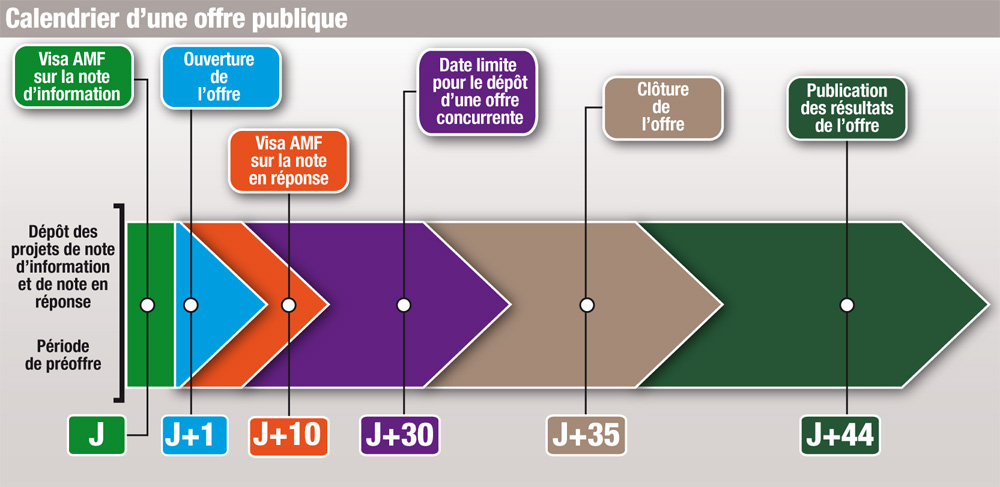 Calendrier d'une offre publique
Visa AMF
sur la note
d'information
Ouverture
de
l'offre
Visa AMF
sur la note
en réponse
Date limite
pour le dépôt
d'une offre
concurrente
Clôture
de
l'offre
Publication
des résultats
de l'offre
Dépôt des
projets de note
d'information
et de note en
réponse
Période
de préoffre
J
J+1
J+10
J+30
J+35
J+44